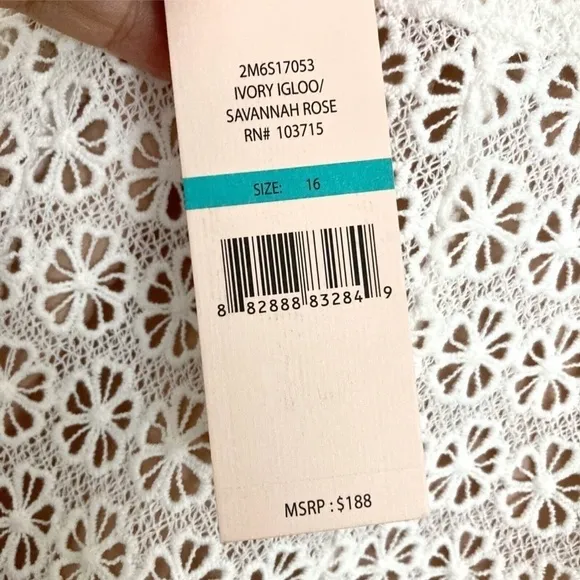 2M6S17053
IVORY IGLOO/
SAVANNAH ROSE
RN# 103715
SIZE: 16
8 82888 83284 9
MSRP : $188